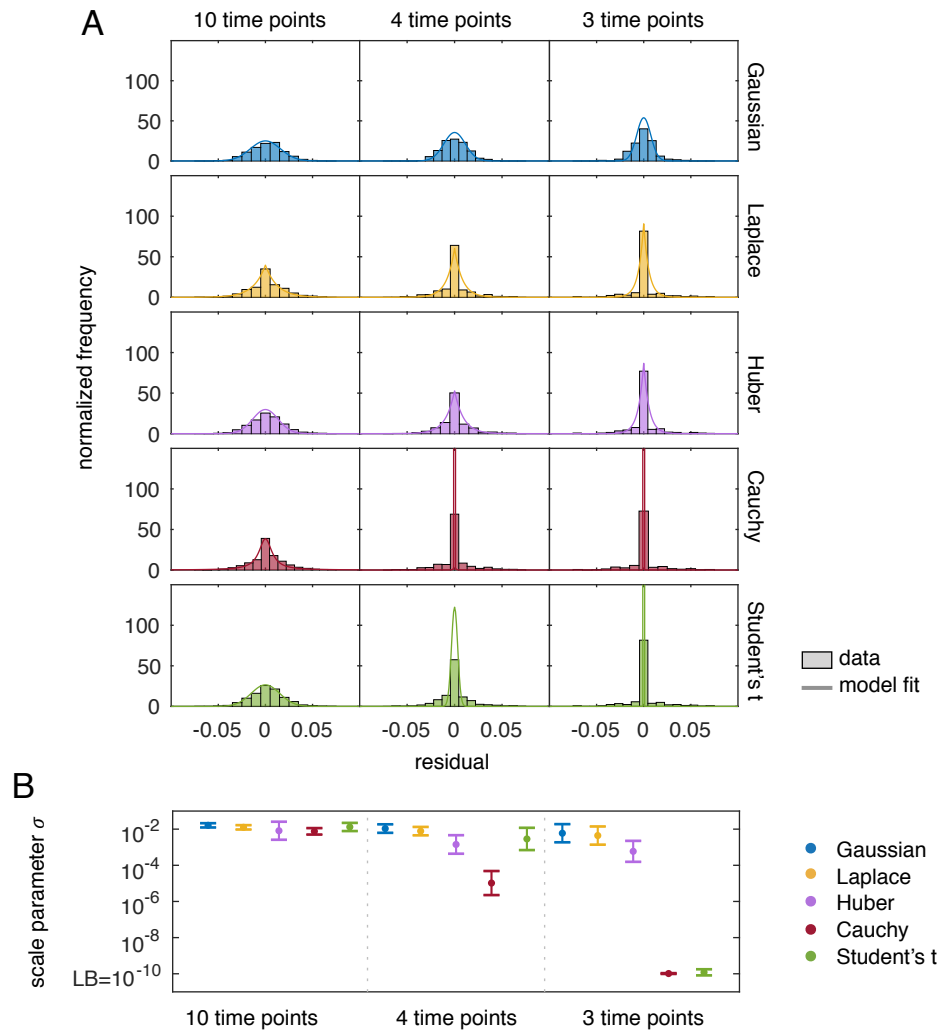 A
10 time points 4 time points 3 time points
normalized frequency
100
50
0
Gaussian
100
50
0
Laplace
100
50
0
Huber
100
50
0
Cauchy
100
50
0
Student's t
-0.05 0 0.05 -0.05 0 0.05 -0.05 0 0.05
residual
data
model fit
B
scale parameter σ
10⁻²
10⁻⁴
10⁻⁶
10⁻⁸
LB=10⁻¹⁰
10 time points 4 time points 3 time points
Gaussian
Laplace
Huber
Cauchy
Student's t